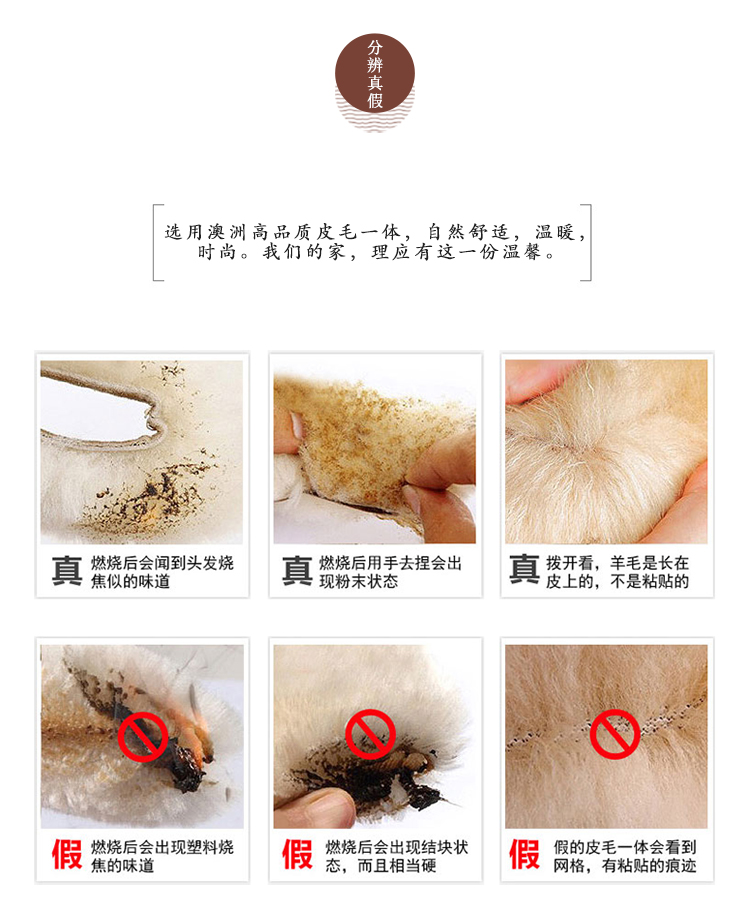 分辨真假
选用澳洲高品质皮毛一体，自然舒适，温暖，
时尚。我们的家，理应有这一份温馨。
真 燃烧后会闻到头发烧
焦似的味道
真 燃烧后用手去捏会出
现粉末状态
真 拨开看，羊毛是长在
皮上的，不是粘贴的
假 燃烧后会出现塑料烧
焦的味道
假 燃烧后会出现结块状
态，而且相当硬
假 假的皮毛一体会看到
网格，有粘贴的痕迹